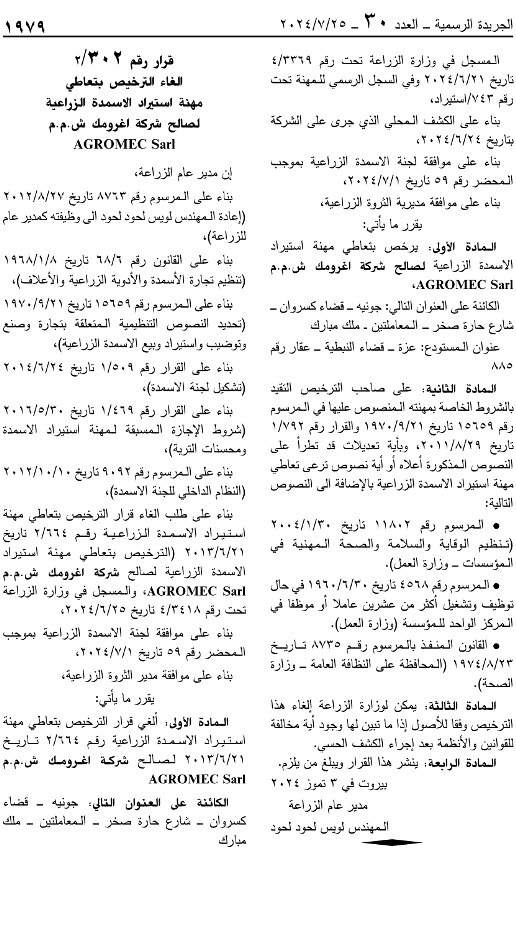 الجريدة الرسمية ــ العدد ٣٠ ــ ٢٠٢٤/٧/٢٥
١٩٧٩
المسجل في وزارة الزراعة تحت رقم ٤/٣٣٦٩
تاريخ ٢٠٢٤/٦/٢١ وفي السجل الرسمي للمهنة تحت
رقم ٧٤٣/استيراد،
بناء على الكشف المحلي الذي جرى على الشركة
بتاريخ ٢٠٢٤/٦/٢٤،
بناء على موافقة لجنة الاسمدة الزراعية بموجب
المحضر رقم ٥٩ تاريخ ٢٠٢٤/٧/١،
بناء على موافقة مديرية الثروة الزراعية،
يقرر ما يأتي:
المادة الأولى: يرخص بتعاطي مهنة استيراد
الاسمدة الزراعية لصالح شركة اغرومك ش.م.م
AGROMEC Sarl،
الكائنة على العنوان التالي: جونيه ــ قضاء كسروان ــ
شارع حارة صخر ــ المعاملتين ــ ملك مبارك
عنوان المستودع: عزة ــ قضاء النبطية ــ عقار رقم
٨٨٥
المادة الثانية: على صاحب الترخيص التقيد
بالشروط الخاصة بمهنته المنصوص عليها في المرسوم
رقم ١٥٦٥٩ تاريخ ١٩٧٠/٩/٢١ والقرار رقم ١/٧٩٢
تاريخ ٢٠١١/٨/٢٩، وبأية تعديلات قد تطرأ على
النصوص المذكورة أعلاه أو أية نصوص ترعى تعاطي
مهنة استيراد الاسمدة الزراعية بالإضافة الى النصوص
التالية:
● المرسوم رقم ١١٨٠٢ تاريخ ٢٠٠٤/١/٣٠
(تنظيم الوقاية والسلامة والصحة المهنية في
المؤسسات ــ وزارة العمل).
● المرسوم رقم ٤٥٦٨ تاريخ ١٩٦٠/٦/٣٠ في حال
توظيف وتشغيل أكثر من عشرين عاملا أو موظفا في
المركز الواحد للمؤسسة (وزارة العمل).
● القانون المنفذ بالمرسوم رقم ٨٧٣٥ تاريخ
١٩٧٤/٨/٢٣ (المحافظة على النظافة العامة ــ وزارة
الصحة).
المادة الثالثة: يمكن لوزارة الزراعة إلغاء هذا
الترخيص وفقا للأصول إذا ما تبين لها وجود أية مخالفة
للقوانين والأنظمة بعد إجراء الكشف الحسي.
المادة الرابعة: ينشر هذا القرار ويبلغ من يلزم.
بيروت في ٣ تموز ٢٠٢٤
مدير عام الزراعة
المهندس لويس لحود لحود
قرار رقم ٢/٣٠٢
الغاء الترخيص بتعاطي
مهنة استيراد الاسمدة الزراعية
لصالح شركة اغرومك ش.م.م
AGROMEC Sarl
إن مدير عام الزراعة،
بناء على المرسوم رقم ٨٧٦٣ تاريخ ٢٠١٢/٨/٢٧
(إعادة المهندس لويس لحود لحود الى وظيفته كمدير عام
للزراعة)،
بناء على القانون رقم ٦٨/٦ تاريخ ١٩٦٨/١/٨
(تنظيم تجارة الأسمدة والأدوية الزراعية والأعلاف)،
بناء على المرسوم رقم ١٥٦٥٩ تاريخ ١٩٧٠/٩/٢١
(تحديد النصوص التنظيمية المتعلقة بتجارة وصنع
وتوضيب واستيراد وبيع الاسمدة الزراعية)،
بناء على القرار رقم ١/٥٠٩ تاريخ ٢٠١٤/٦/٢٤
(تشكيل لجنة الاسمدة)،
بناء على القرار رقم ١/٤٦٩ تاريخ ٢٠١٦/٥/٣٠
(شروط الإجازة المسبقة لمهنة استيراد الاسمدة
ومحسنات التربة)،
بناء على المرسوم رقم ٩٠٩٢ تاريخ ٢٠١٢/١٠/١٠
(النظام الداخلي للجنة الاسمدة)،
بناء على طلب الغاء قرار الترخيص بتعاطي مهنة
استيراد الاسمدة الزراعية رقم ٢/٦٦٤ تاريخ
٢٠١٣/٦/٢١ (الترخيص بتعاطي مهنة استيراد
الاسمدة الزراعية لصالح شركة اغرومك ش.م.م
AGROMEC Sarl، والمسجل في وزارة الزراعة
تحت رقم ٤/٣٤١٨ تاريخ ٢٠٢٤/٦/٢٥،
بناء على موافقة لجنة الاسمدة الزراعية بموجب
المحضر رقم ٥٩ تاريخ ٢٠٢٤/٧/١،
بناء على موافقة مدير الثروة الزراعية،
يقرر ما يأتي:
المادة الأولى: ألغي قرار الترخيص بتعاطي مهنة
استيراد الاسمدة الزراعية رقم ٢/٦٦٤ تاريخ
٢٠١٣/٦/٢١ لصالح شركة اغرومك ش.م.م
AGROMEC Sarl
الكائنة على العنوان التالي: جونيه ــ قضاء
كسروان ــ شارع حارة صخر ــ المعاملتين ــ ملك
مبارك